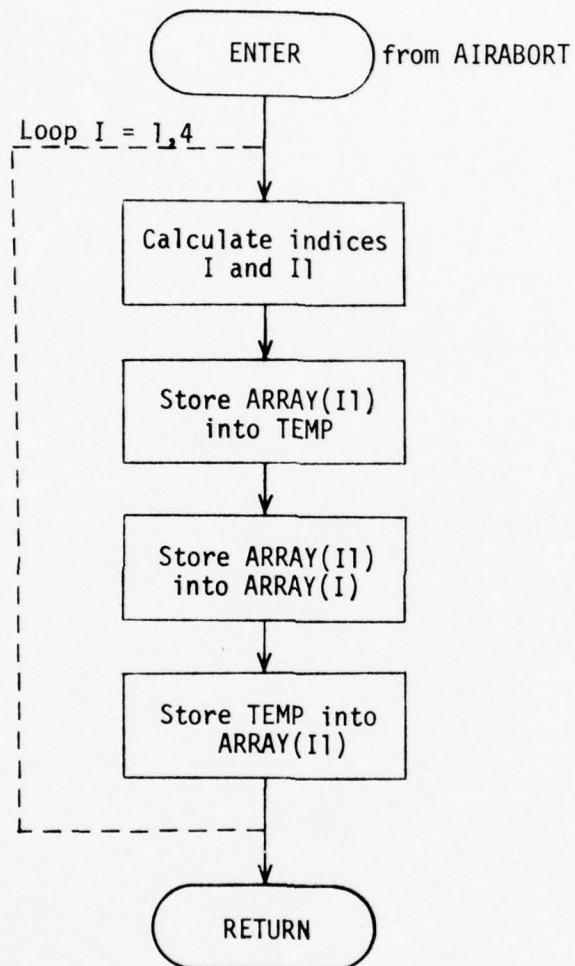 ENTER
from AIRABORT
Loop I = 1,4
Calculate indices
I and I1
Store ARRAY(I1)
into TEMP
Store ARRAY(I1)
into ARRAY(I)
Store TEMP into
ARRAY(I1)
RETURN